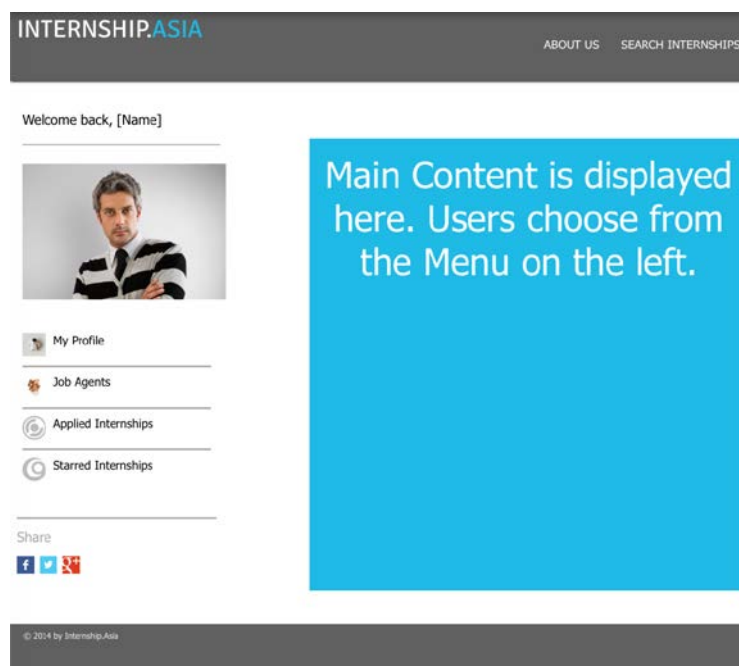 INTERNSHIP.ASIA
ABOUT US SEARCH INTERNSHIPS
Welcome back, [Name]
Main Content is displayed
here. Users choose from
the Menu on the left.
My Profile
Job Agents
Applied Internships
Starred Internships
Share
f
g+
© 2014 by Internship.Asia